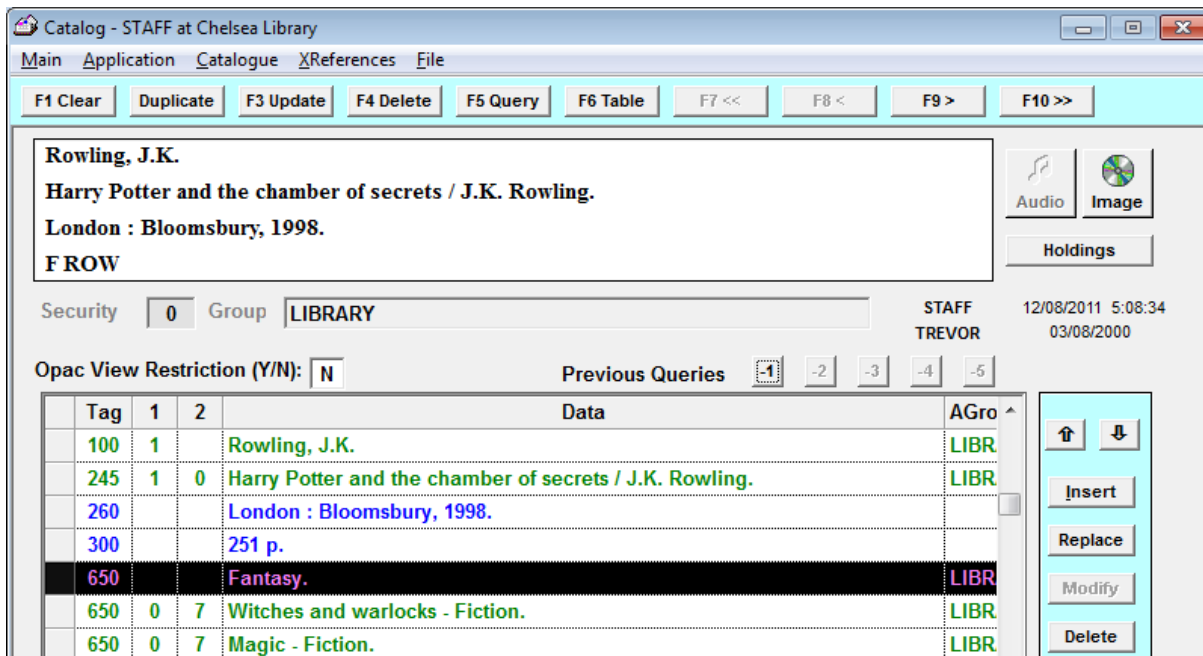 Catalog - STAFF at Chelsea Library
Main Application Catalogue XReferences File
F1 Clear Duplicate F3 Update F4 Delete F5 Query F6 Table F7 << F8 < F9 > F10 >>
Rowling, J.K.
Harry Potter and the chamber of secrets / J.K. Rowling.
London : Bloomsbury, 1998.
F ROW
Audio Image
Holdings
Security 0 Group LIBRARY STAFF 12/08/2011 5:08:34
TREVOR 03/08/2000
Opac View Restriction (Y/N): N Previous Queries -1 -2 -3 -4 -5
Tag 1 2 Data AGro
100 1 Rowling, J.K. LIBR
245 1 0 Harry Potter and the chamber of secrets / J.K. Rowling. LIBR
260 London : Bloomsbury, 1998.
300 251 p.
650 Fantasy. LIBR
650 0 7 Witches and warlocks - Fiction. LIBR
650 0 7 Magic - Fiction. LIBR
Insert
Replace
Modify
Delete